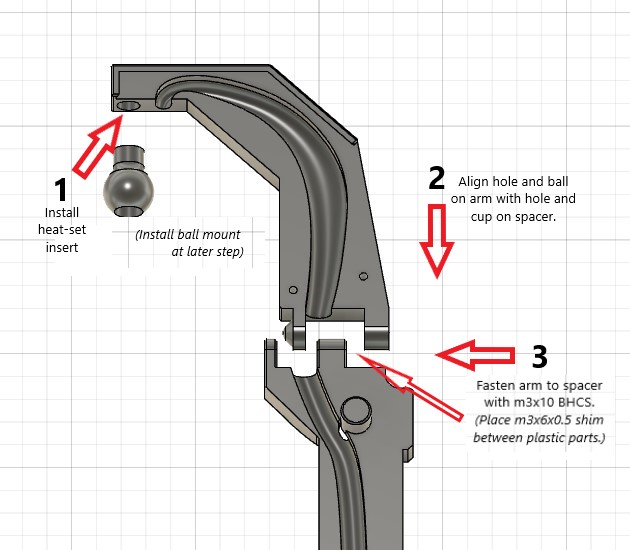 1
Install
heat-set
insert
(Install ball mount
at later step)
2
Align hole and ball
on arm with hole and
cup on spacer.
3
Fasten arm to spacer
with m3x10 BHCS.
(Place m3x6x0.5 shim
between plastic parts.)